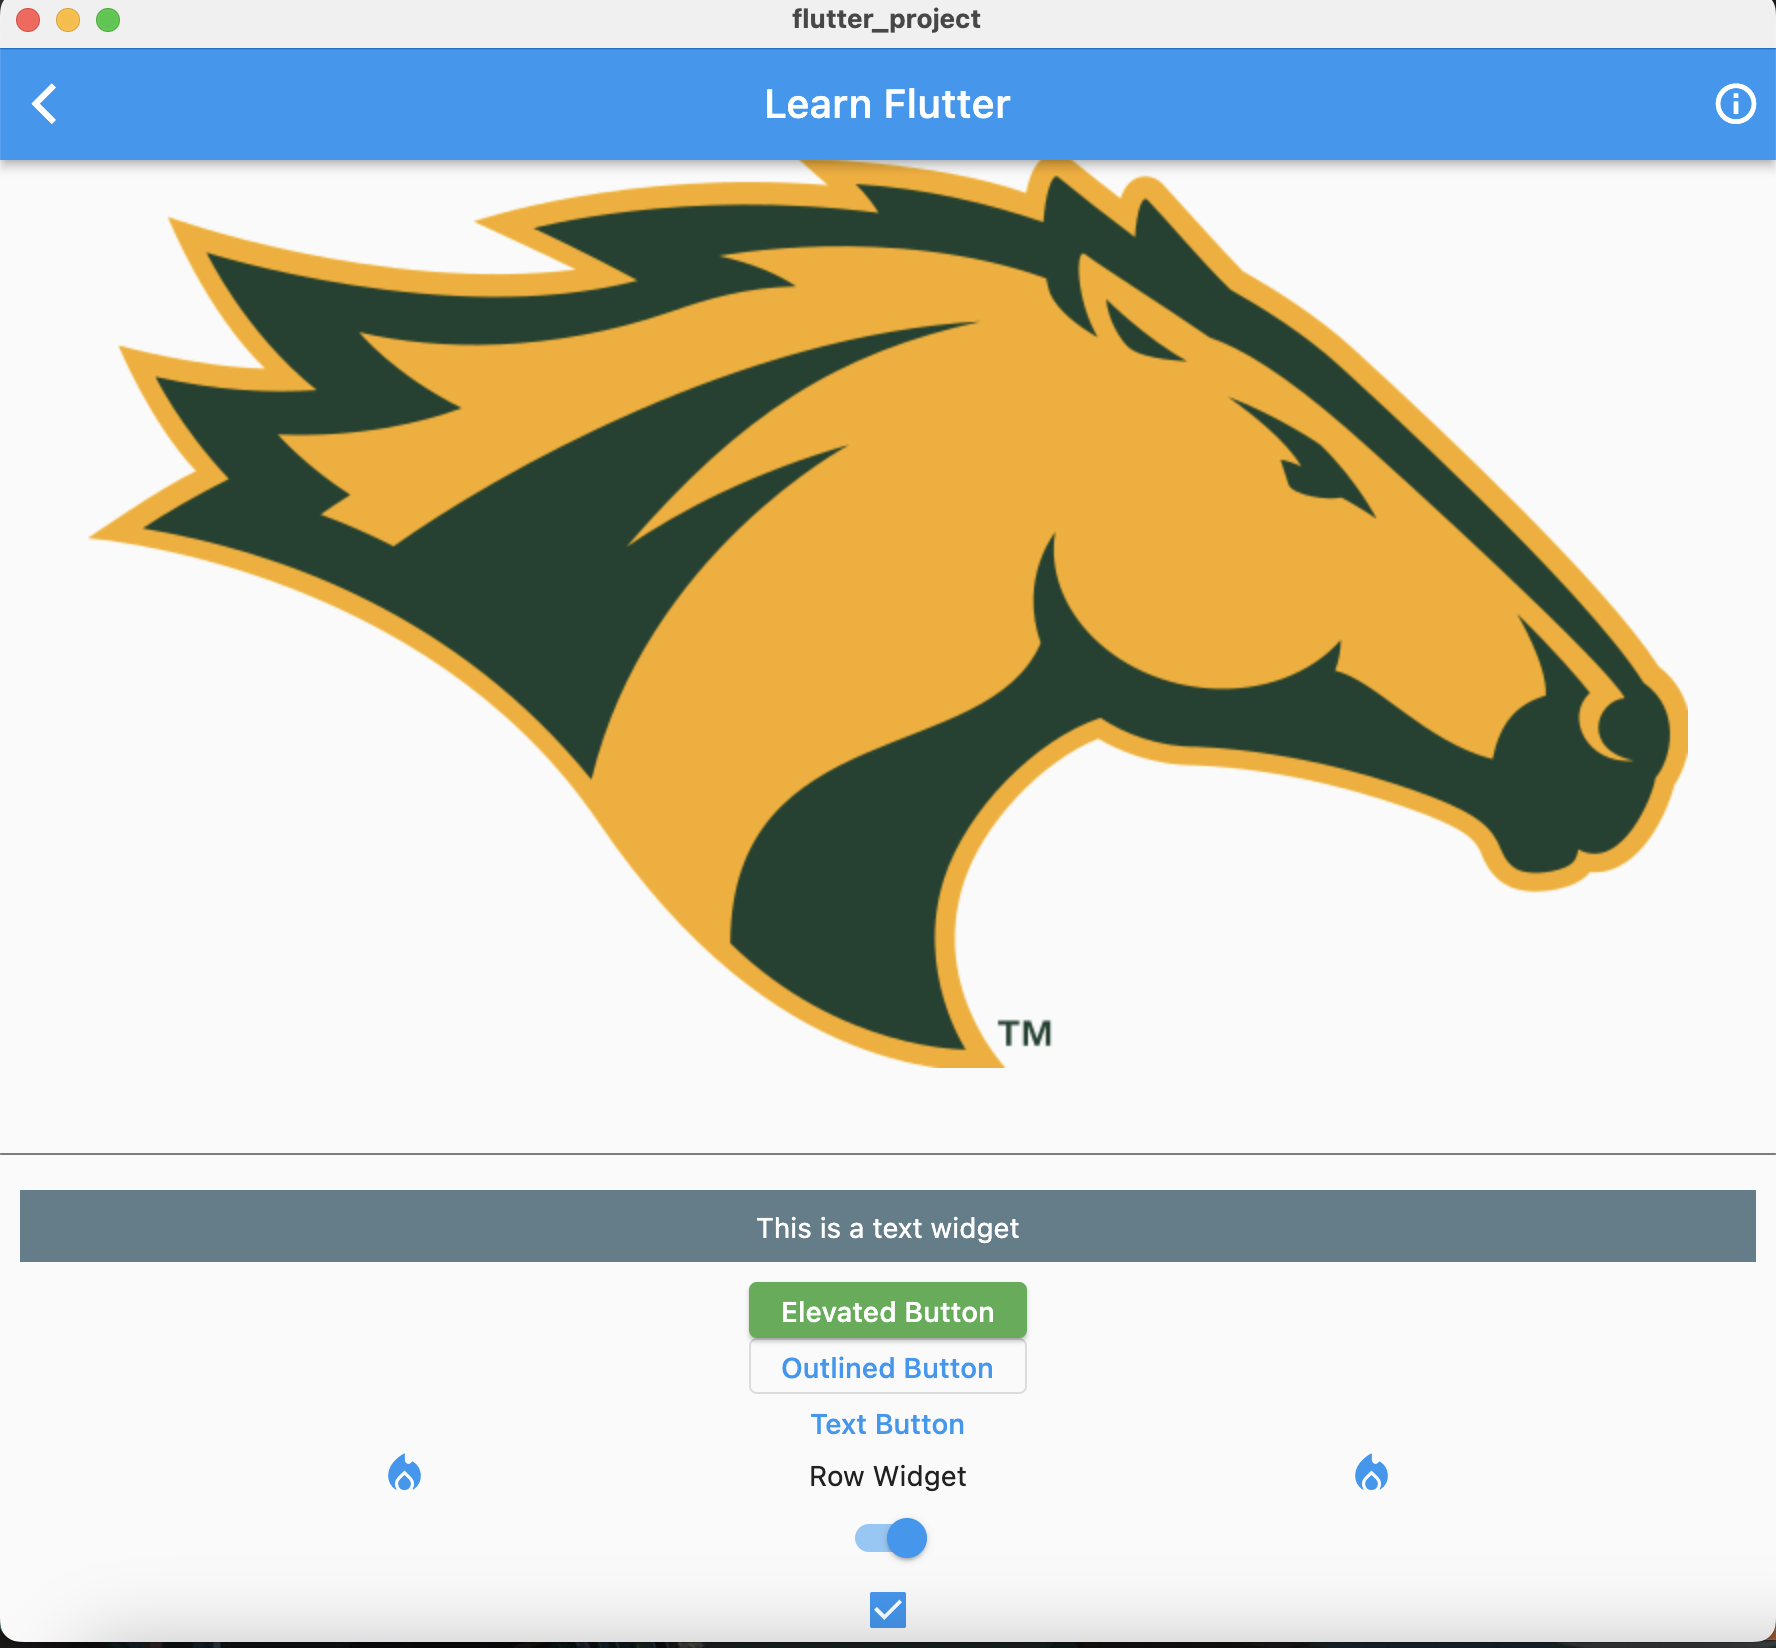 flutter_project
Learn Flutter
TM
This is a text widget
Elevated Button
Outlined Button
Text Button
Row Widget